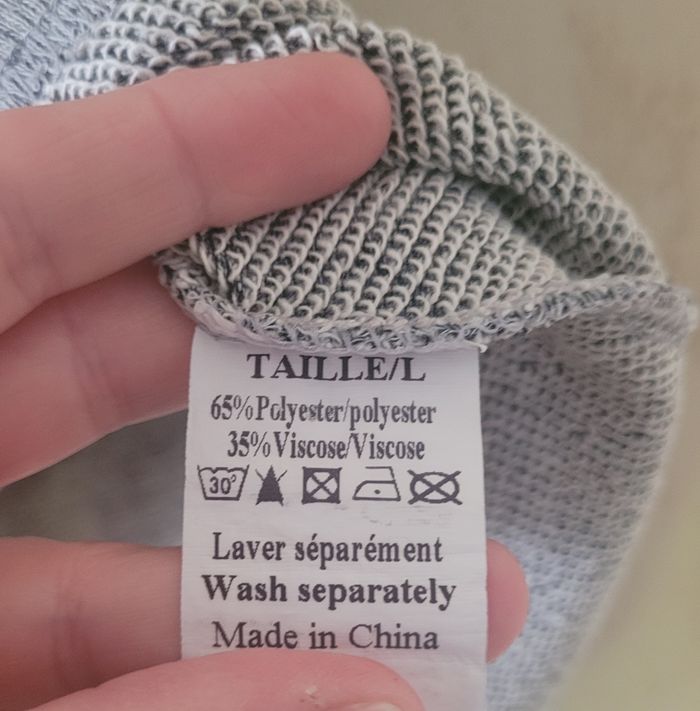 TAILLE/L
65%Polyester/polyester
35%Viscose/Viscose
30°
Laver séparément
Wash separately
Made in China